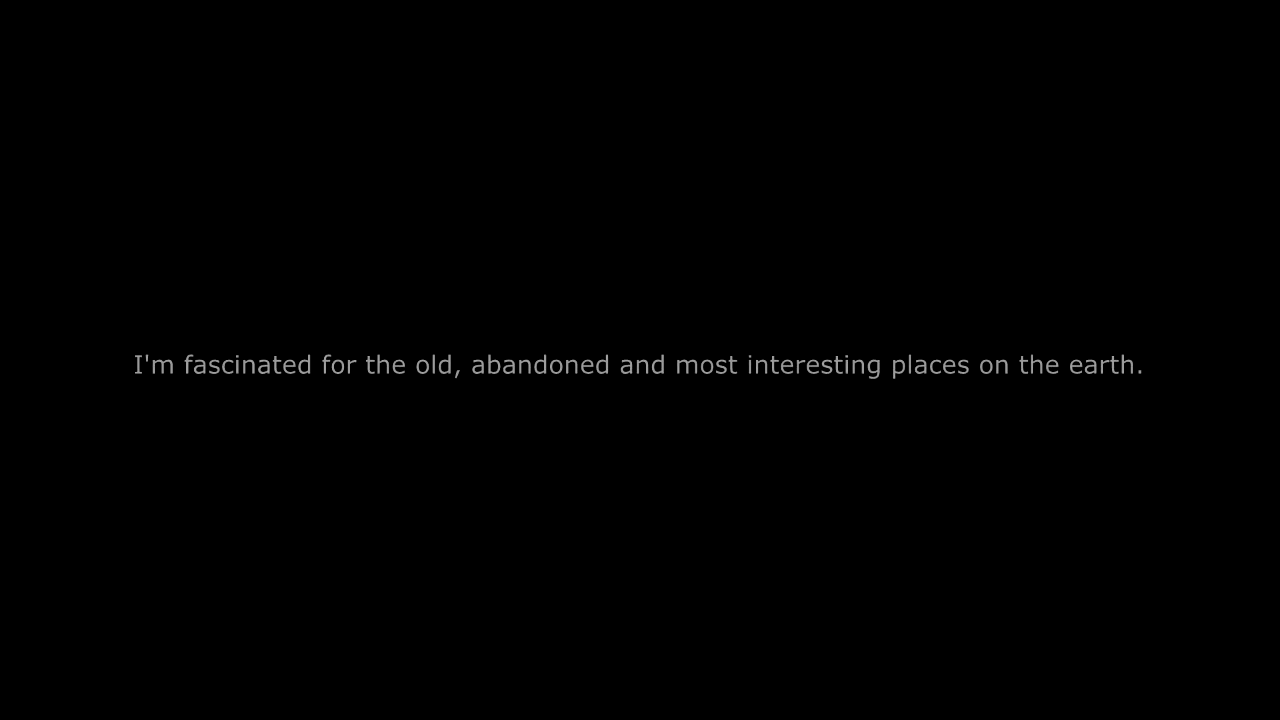 I'm fascinated for the old, abandoned and most interesting places on the earth.